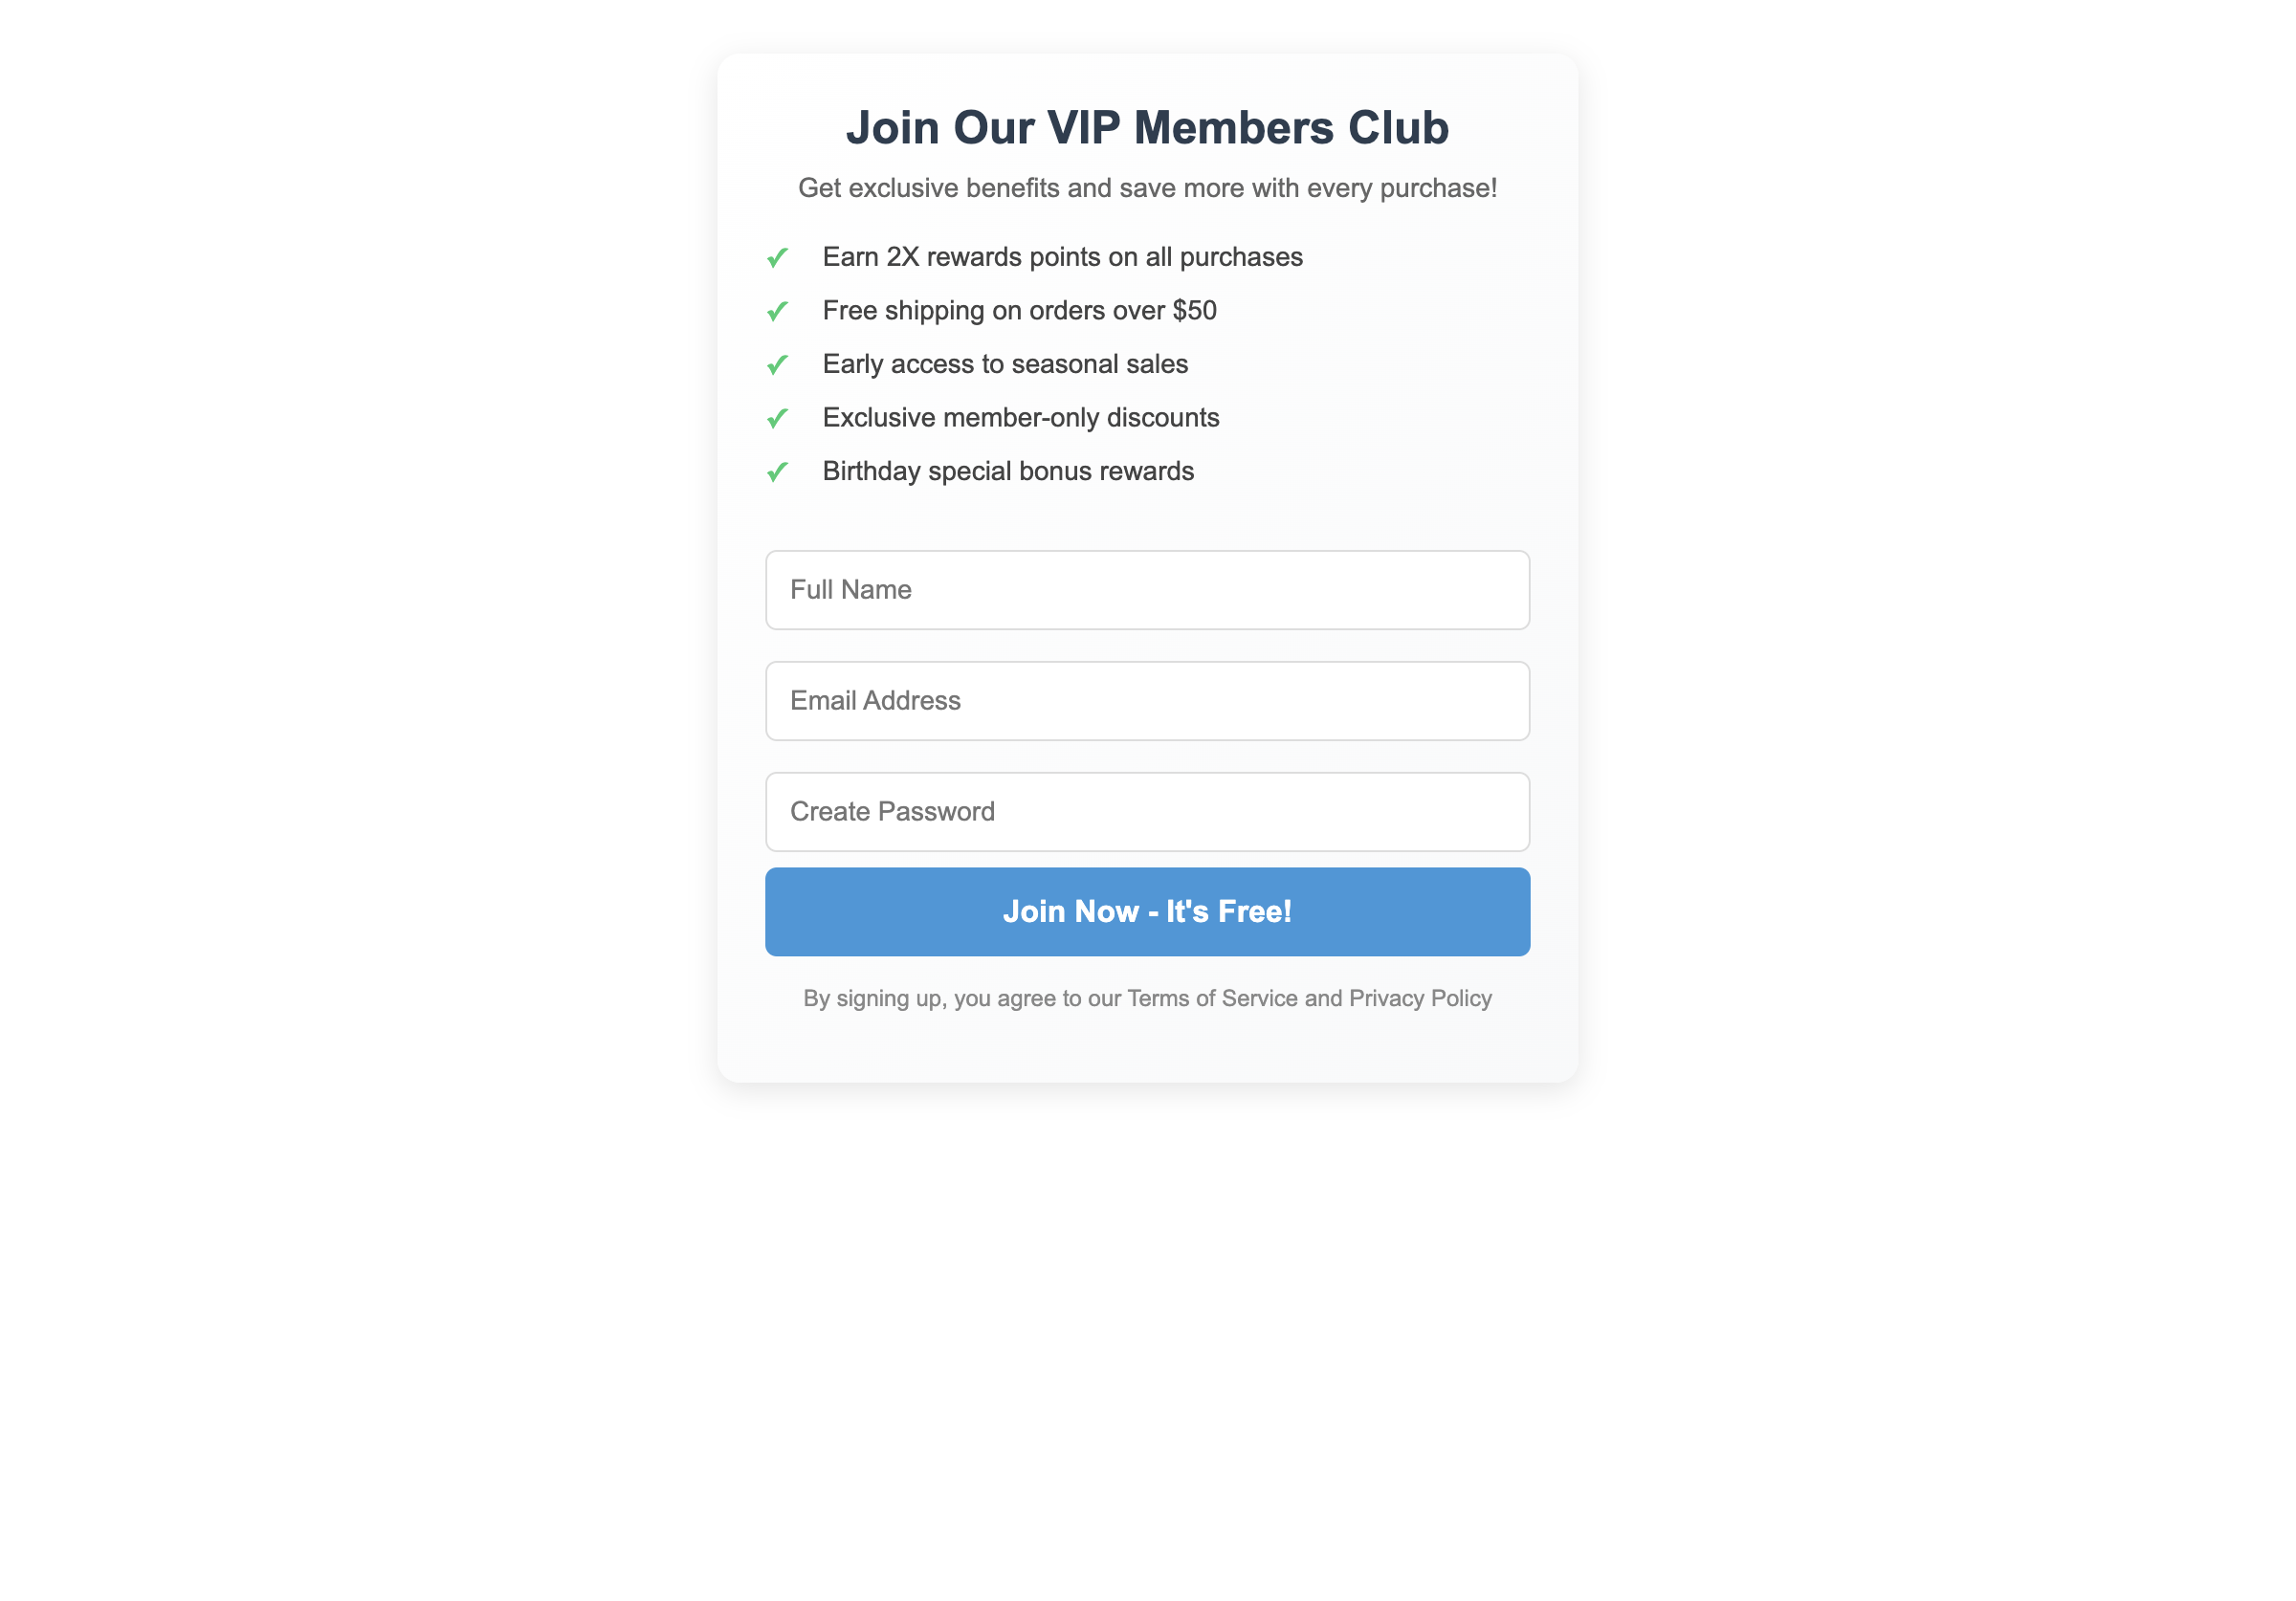 Join Our VIP Members Club
Get exclusive benefits and save more with every purchase!
✓ Earn 2X rewards points on all purchases
✓ Free shipping on orders over $50
✓ Early access to seasonal sales
✓ Exclusive member-only discounts
✓ Birthday special bonus rewards
Full Name
Email Address
Create Password
Join Now - It's Free!
By signing up, you agree to our Terms of Service and Privacy Policy